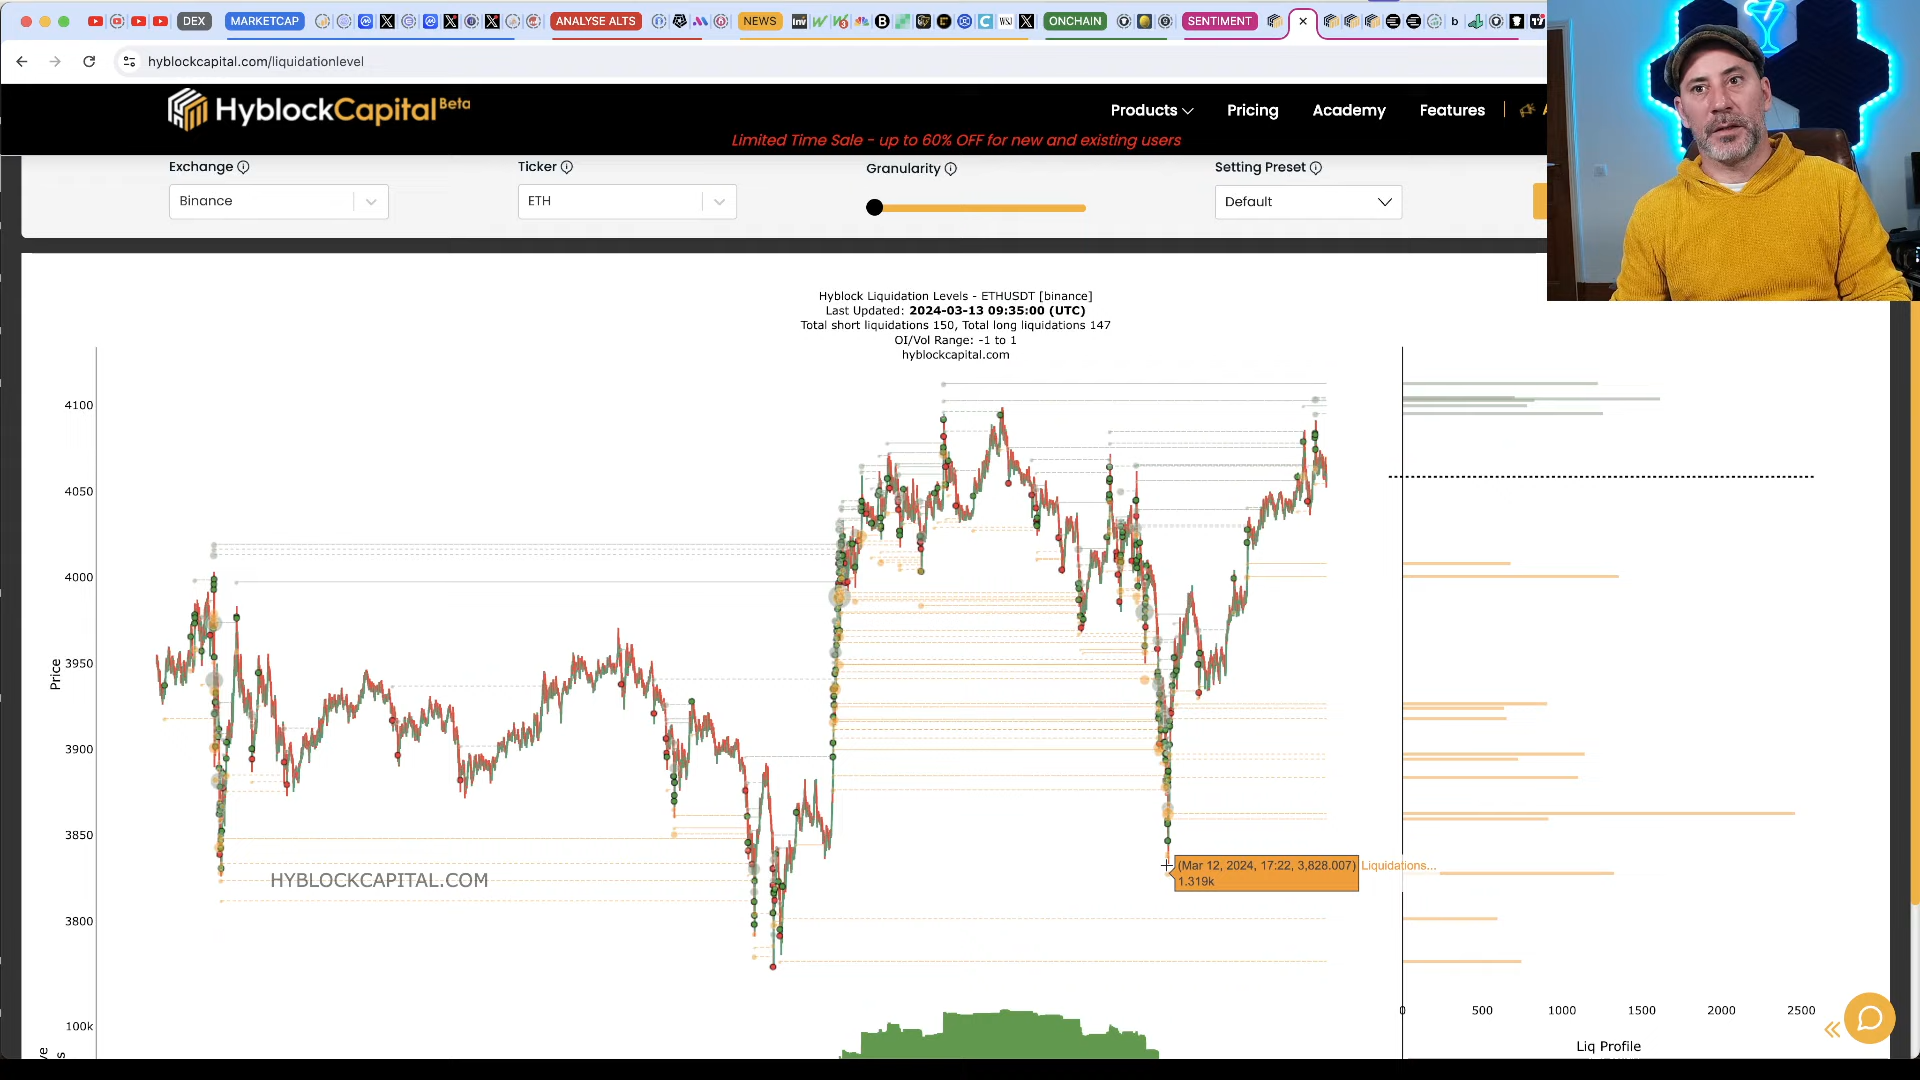 DEX
MARKETCAP
ANALYSE ALTS
NEWS
ONCHAIN
SENTIMENT
hyblockcapital.com/liquidationlevel
HyblockCapital Beta
Products
Pricing
Academy
Features
Limited Time Sale - up to 60% OFF for new and existing users
Exchange
Ticker
Granularity
Setting Preset
Binance
ETH
Default
Hyblock Liquidation Levels - ETHUSDT [binance]
Last Updated: 2024-03-13 09:35:00 (UTC)
Total short liquidations 150, Total long liquidations 147
OI/Vol Range: -1 to 1
hyblockcapital.com
4100
4050
4000
3950
3900
3850
3800
100k
Price
HYBLOCKCAPITAL.COM
(Mar 12, 2024, 17:22, 3,828.007)
1.319k
Liquidations...
0
500
1000
1500
2000
2500
Liq Profile